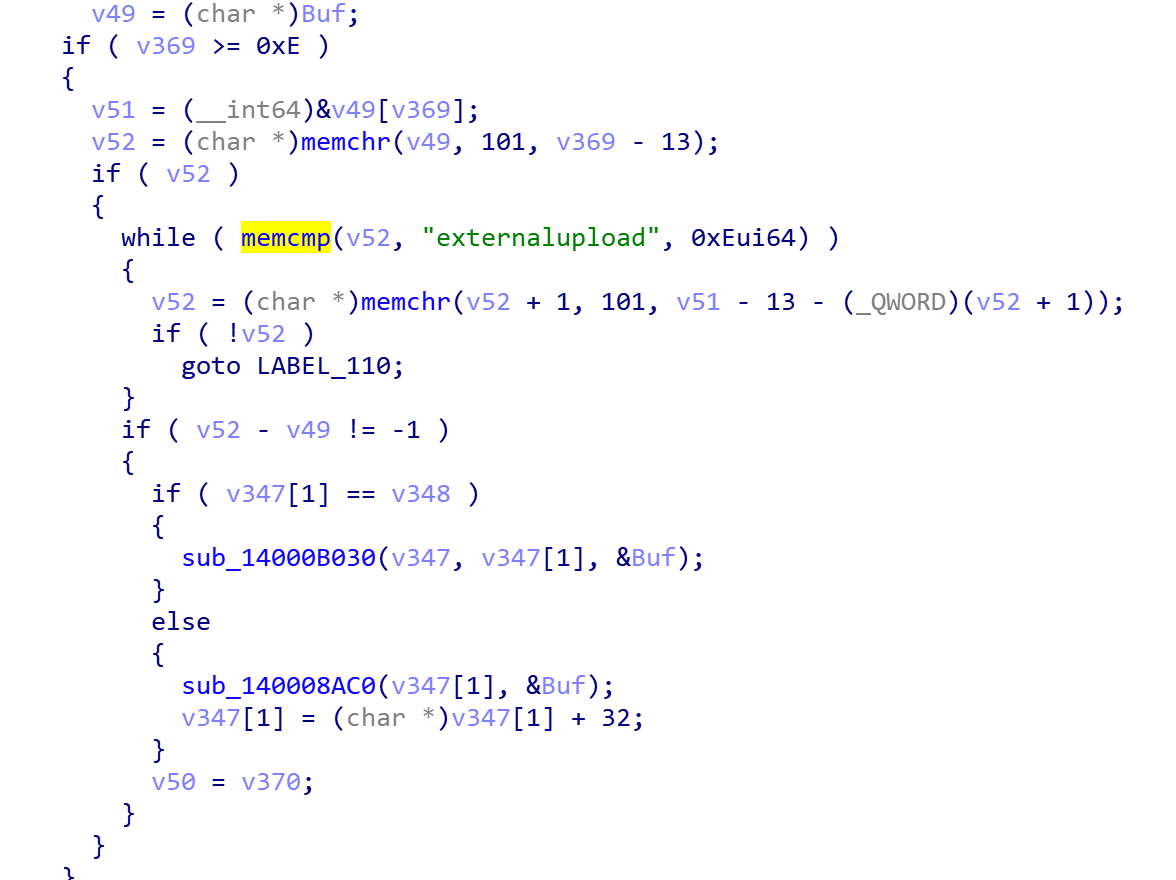 v49 = (char *)Buf;
if ( v369 >= 0xE )
{
v51 = (__int64)&v49[v369];
v52 = (char *)memchr(v49, 101, v369 - 13);
if ( v52 )
{
while ( memcmp(v52, "externalupload", 0xEui64) )
{
v52 = (char *)memchr(v52 + 1, 101, v51 - 13 - (_QWORD)(v52 + 1));
if ( !v52 )
goto LABEL_110;
}
if ( v52 - v49 != -1 )
{
if ( v347[1] == v348 )
{
sub_14000B030(v347, v347[1], &Buf);
}
else
{
sub_140008AC0(v347[1], &Buf);
v347[1] = (char *)v347[1] + 32;
}
v50 = v370;
}
}
}